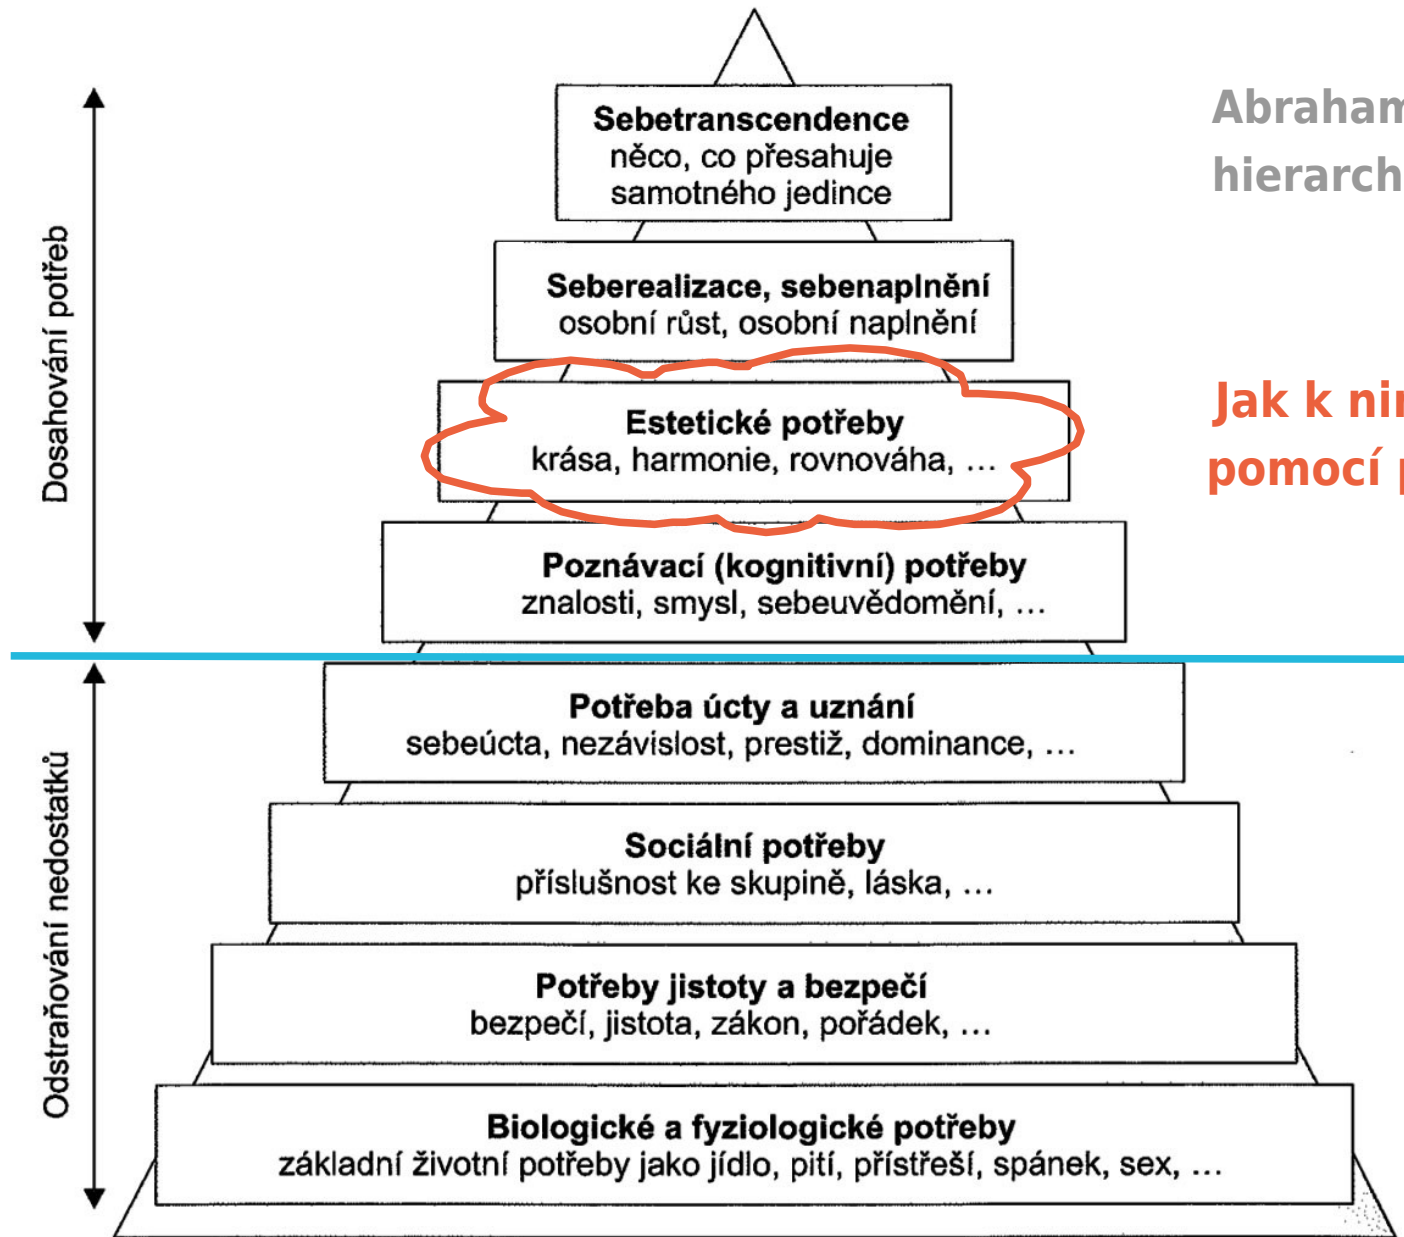 Sebetranscendence
něco, co přesahuje
samotného jedince
Seberealizace, sebenaplnění
osobní růst, osobní naplnění
Estetické potřeby
krása, harmonie, rovnováha, ...
Poznávací (kognitivní) potřeby
znalosti, smysl, sebeuvědomění, ...
Potřeba úcty a uznání
sebeúcta, nezávislost, prestiž, dominance, ...
Sociální potřeby
příslušnost ke skupině, láska, ...
Potřeby jistoty a bezpečí
bezpečí, jistota, zákon, pořádek, ...
Biologické a fyziologické potřeby
základní životní potřeby jako jídlo, pití, přístřeší, spánek, sex, ...
Dosahování potřeb
Odstraňování nedostatků
Abraham
hierarch
Jak k
pomocí